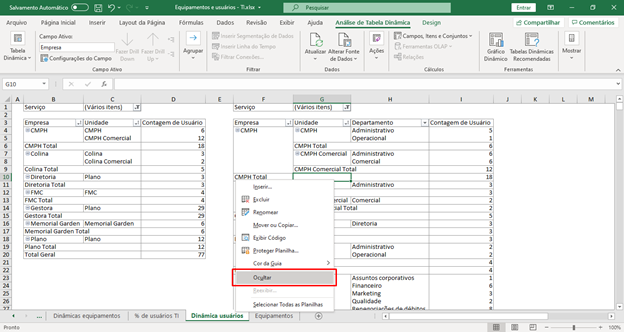 Salvamento Automático Equipamentos e usuários - TI.xlsx Pesquisar Entrar
Arquivo Página Inicial Inserir Layout da Página Fórmulas Dados Revisão Exibir Ajuda Análise de Tabela Dinâmica Design Compartilhar Comentários
Tabela Dinâmica
Campo Ativo:
Empresa
Configurações do Campo
Fazer Drill Down
Fazer Drill Up
Campo Ativo
Agrupar
Inserir Segmentação de Dados
Inserir Linha do Tempo
Filtrar Conexões...
Filtrar
Atualizar
Alterar Fonte de Dados
Dados
Ações
Campos, Itens e Conjuntos
Ferramentas OLAP
Relações
Cálculos
Gráfico Dinâmico
Tabelas Dinâmicas Recomendadas
Ferramentas
Mostrar
G10 fx
A B C D E F G H I J K L M
1 Serviço (Vários itens) Serviço (Vários itens)
2
3 Empresa Unidade Contagem de Usuário Empresa Unidade Departamento Contagem de Usuário
4 CMPH CMPH 6 CMPH CMPH Administrativo 5
5 CMPH Comercial 12 Operacional 1
6 CMPH Total 18 CMPH Total 6
7 Colina Colina 3 CMPH Comercial Administrativo 6
8 Colina Comercial 2 Comercial 6
9 Colina Total 5 CMPH Comercial Total 12
10 Diretoria Plano 3 CMPH Total 18
11 Diretoria Total 3 Administrativo 3
12 FMC FMC 4 3
13 FMC Total 4 Comercial 2
14 Gestora Plano 29 Total 2
15 Gestora Total 29
16 Memorial Garden Memorial Garden 6 Diretoria 3
17 Memorial Garden Total 6 3
18 Plano Plano 12 3
19 Plano Total 12 Administrativo 2
20 Total Geral 77 Operacional 2
21 4
22 4
23 Assuntos corporativos 1
24 Financeiro 6
25 Marketing 3
26 Qualidade 2
27 Renegociações de débitos 8
Inserir...
Excluir
Renomear
Mover ou Copiar...
Exibir Código
Proteger Planilha...
Cor da Guia
Ocultar
Reexibir...
Selecionar Todas as Planilhas
... Dinâmicas equipamentos % de usuários TI Dinâmica usuários Equipamentos
Pronto 100%